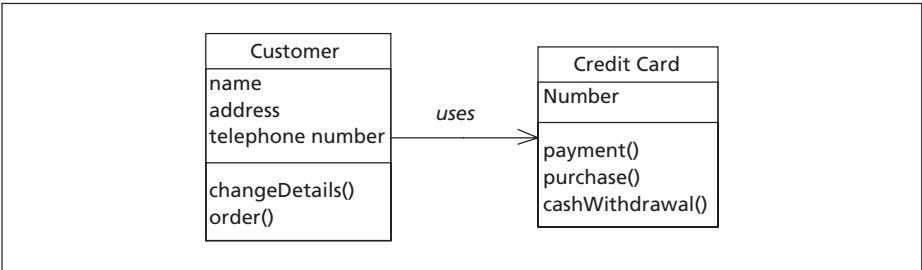 Customer
name
address
telephone number
changeDetails()
order()
uses
Credit Card
Number
payment()
purchase()
cashWithdrawal()